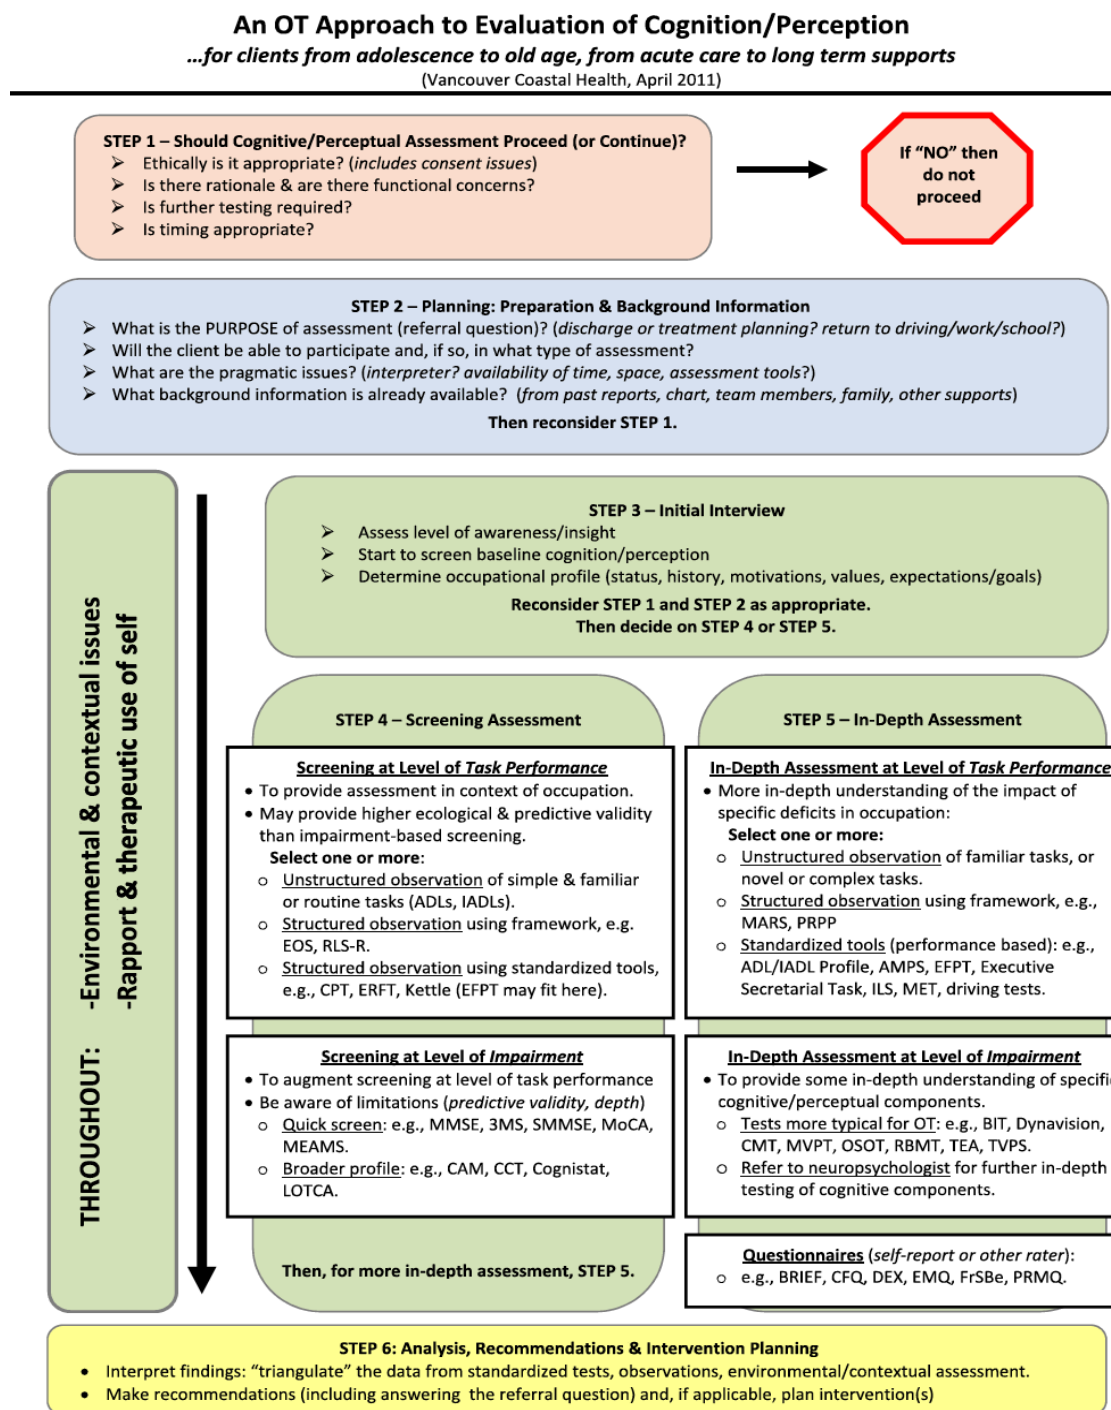 An OT Approach to Evaluation of Cognition/Perception
...for clients from adolescence to old age, from acute care to long term supports
(Vancouver Coastal Health, April 2011)
STEP 1 – Should Cognitive/Perceptual Assessment Proceed (or Continue)?
➢ Ethically is it appropriate? (includes consent issues)
➢ Is there rationale & are there functional concerns?
➢ Is further testing required?
➢ Is timing appropriate?
If “NO” then
do not
proceed
STEP 2 – Planning: Preparation & Background Information
➢ What is the PURPOSE of assessment (referral question)? (discharge or treatment planning? return to driving/work/school?)
➢ Will the client be able to participate and, if so, in what type of assessment?
➢ What are the pragmatic issues? (interpreter? availability of time, space, assessment tools?)
➢ What background information is already available? (from past reports, chart, team members, family, other supports)
Then reconsider STEP 1.
THROUGHOUT: -Environmental & contextual issues
-Rapport & therapeutic use of self
STEP 3 – Initial Interview
➢ Assess level of awareness/insight
➢ Start to screen baseline cognition/perception
➢ Determine occupational profile (status, history, motivations, values, expectations/goals)
Reconsider STEP 1 and STEP 2 as appropriate.
Then decide on STEP 4 or STEP 5.
STEP 4 – Screening Assessment
Screening at Level of Task Performance
• To provide assessment in context of occupation.
• May provide higher ecological & predictive validity
than impairment-based screening.
Select one or more:
o Unstructured observation of simple & familiar
or routine tasks (ADLs, IADLs).
o Structured observation using framework, e.g.
EOS, RLS-R.
o Structured observation using standardized tools,
e.g., CPT, ERFT, Kettle (EFPT may fit here).
Screening at Level of Impairment
• To augment screening at level of task performance
• Be aware of limitations (predictive validity, depth)
o Quick screen: e.g., MMSE, 3MS, SMMSE, MoCA,
MEAMS.
o Broader profile: e.g., CAM, CCT, Cognistat,
LOTCA.
Then, for more in-depth assessment, STEP 5.
STEP 5 – In-Depth Assessment
In-Depth Assessment at Level of Task Performance
• More in-depth understanding of the impact of
specific deficits in occupation:
Select one or more:
o Unstructured observation of familiar tasks, or
novel or complex tasks.
o Structured observation using framework, e.g.,
MARS, PRPP
o Standardized tools (performance based): e.g.,
ADL/IADL Profile, AMPS, EFPT, Executive
Secretarial Task, ILS, MET, driving tests.
In-Depth Assessment at Level of Impairment
• To provide some in-depth understanding of specific
cognitive/perceptual components.
o Tests more typical for OT: e.g., BIT, Dynavision,
CMT, MVPT, OSOT, RBMT, TEA, TVPS.
o Refer to neuropsychologist for further in-depth
testing of cognitive components.
Questionnaires (self-report or other rater):
o e.g., BRIEF, CFQ, DEX, EMQ, FrSBe, PRMQ.
STEP 6: Analysis, Recommendations & Intervention Planning
• Interpret findings: “triangulate” the data from standardized tests, observations, environmental/contextual assessment.
• Make recommendations (including answering the referral question) and, if applicable, plan intervention(s)